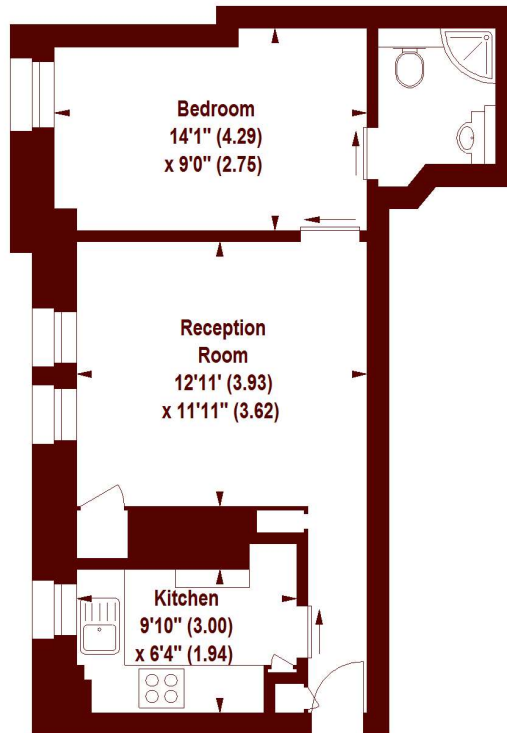 Bedroom
14'1" (4.29)
x 9'0" (2.75)
Reception
Room
12'11' (3.93)
x 11'11" (3.62)
Kitchen
9'10" (3.00)
x 6'4" (1.94)